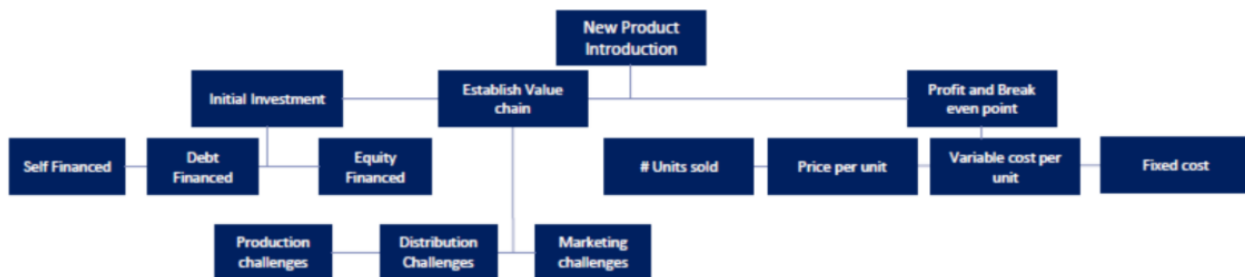 New Product
Introduction
Initial Investment
Establish Value
chain
Profit and Break
even point
Self Financed
Debt
Financed
Equity
Financed
# Units sold
Price per unit
Variable cost per
unit
Fixed cost
Production
challenges
Distribution
Challenges
Marketing
challenges